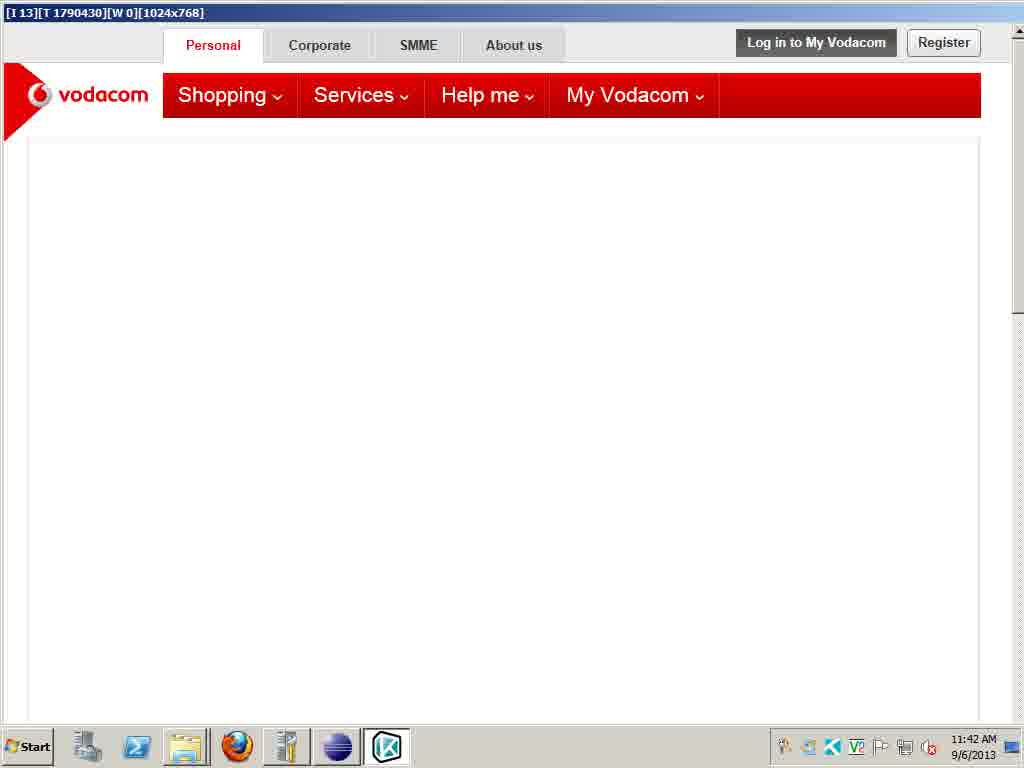 [I 13][T 1790430][W 0][1024x768]
Personal Corporate SMME About us Log in to My Vodacom Register
vodacom Shopping Services Help me My Vodacom
Start 11:42 AM
9/6/2013